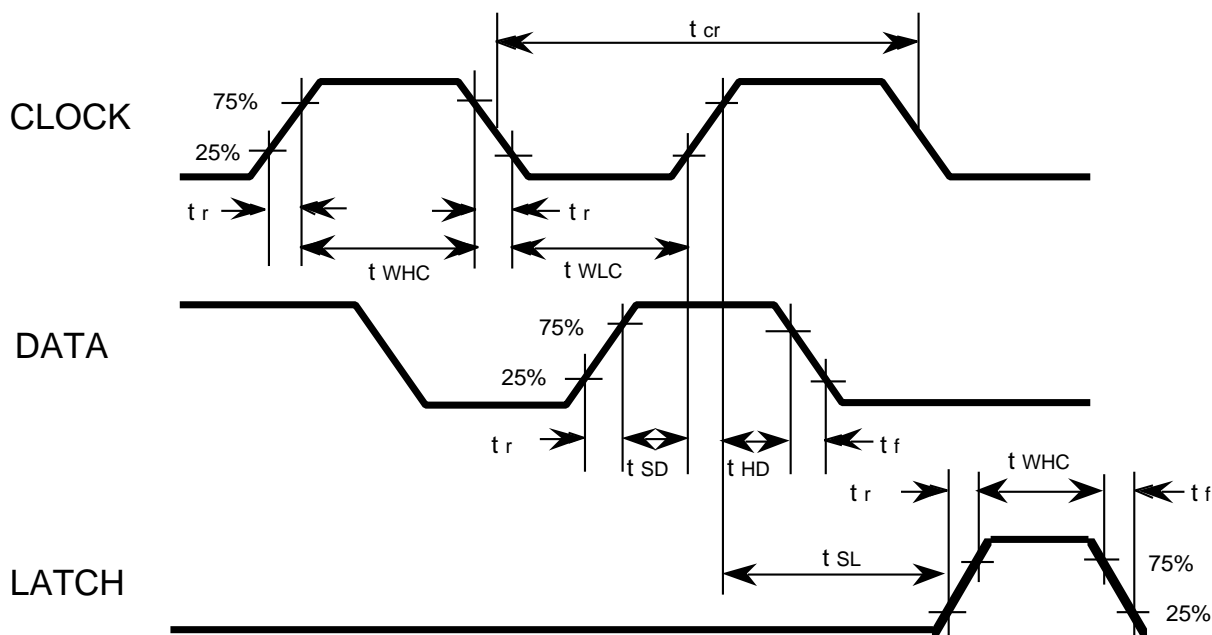 t cr
75%
CLOCK
25%
t r
t r
t WHC
t WLC
75%
DATA
25%
t r
t SD
t HD
t f
t WHC
t r
t f
t SL
75%
LATCH
25%